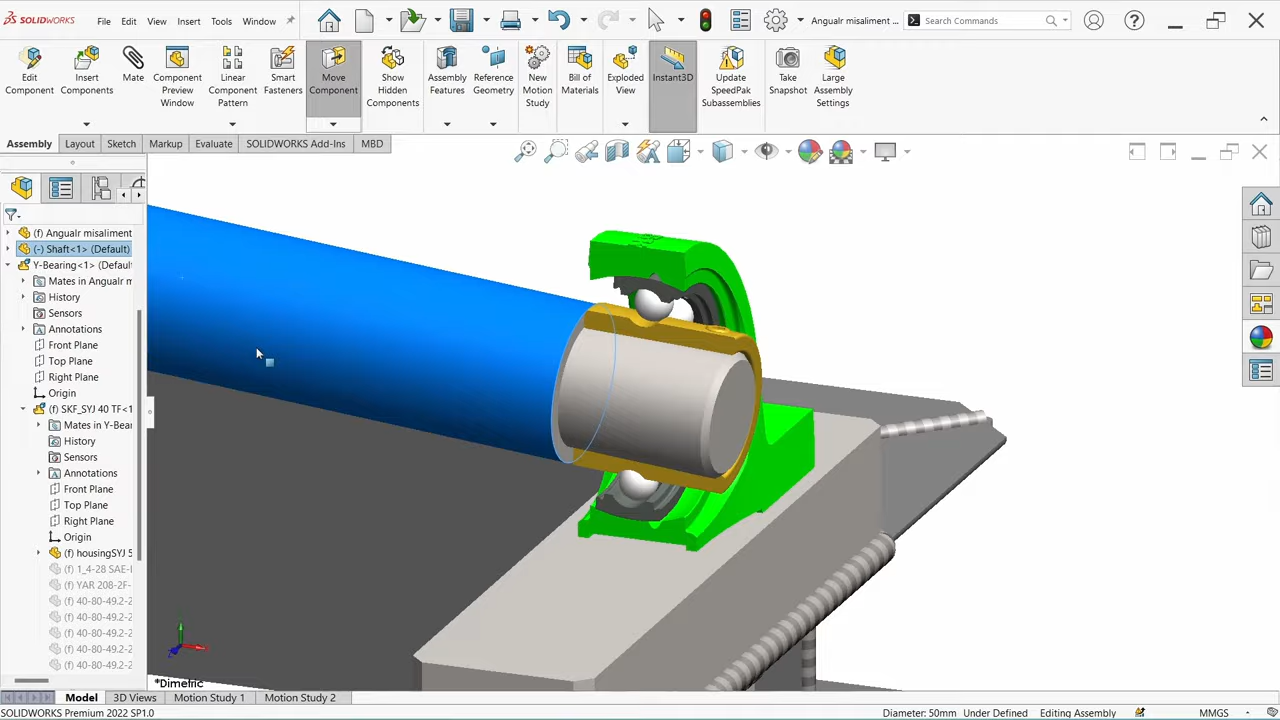 SOLIDWORKS
File
Edit
View
Insert
Tools
Window
Angualr misaliment ...
Search Commands
Edit Component
Insert Components
Mate
Component Preview Window
Linear Component Pattern
Smart Fasteners
Move Component
Show Hidden Components
Assembly Features
Reference Geometry
New Motion Study
Bill of Materials
Exploded View
Instant3D
Update SpeedPak Subassemblies
Take Snapshot
Large Assembly Settings
Assembly
Layout
Sketch
Markup
Evaluate
SOLIDWORKS Add-Ins
MBD
(f) Angualr misaliment
(-) Shaft<1> (Default)
Y-Bearing<1> (Defaul
Mates in Angualr m
History
Sensors
Annotations
Front Plane
Top Plane
Right Plane
Origin
(f) SKF_SYJ 40 TF<1
Mates in Y-Bear
History
Sensors
Annotations
Front Plane
Top Plane
Right Plane
Origin
(f) housingSYJ 5
(f) 1_4-28 SAE-I
(f) YAR 208-2F-
(f) 40-80-49.2-2
(f) 40-80-49.2-2
(f) 40-80-49.2-2
(f) 40-80-49.2-2
(f) 40-80-49.2-2
*Dimetric
Model
3D Views
Motion Study 1
Motion Study 2
SOLIDWORKS Premium 2022 SP1.0
Diameter: 50mm
Under Defined
Editing Assembly
MMGS